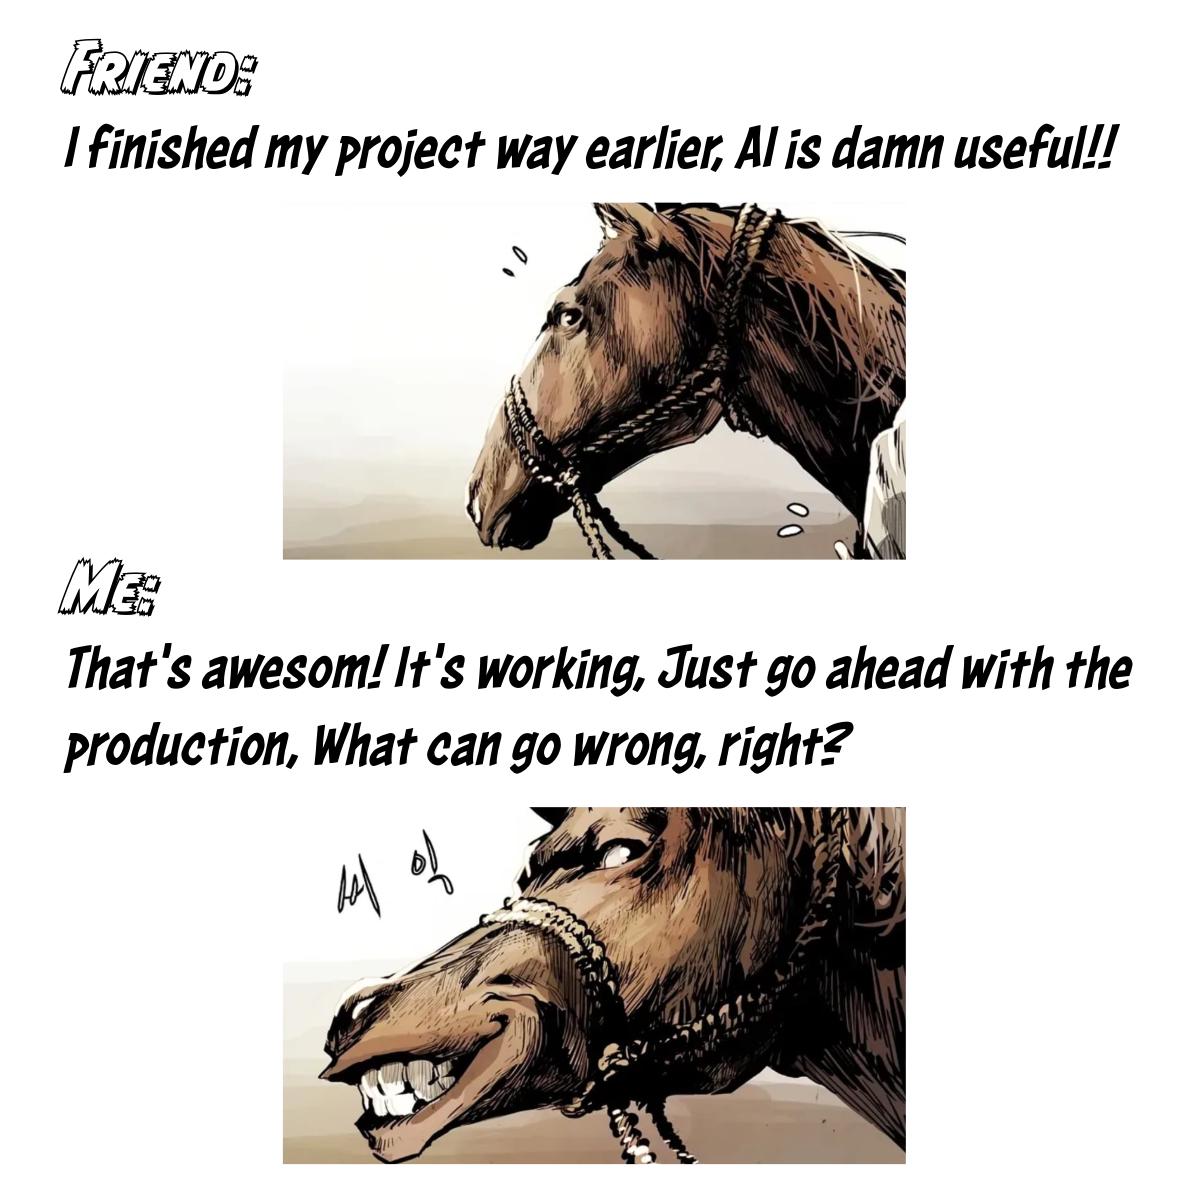 Friend:
I finished my project way earlier, AI is damn useful!!
Me:
That's awesom! It's working, Just go ahead with the
production, What can go wrong, right?
씨익